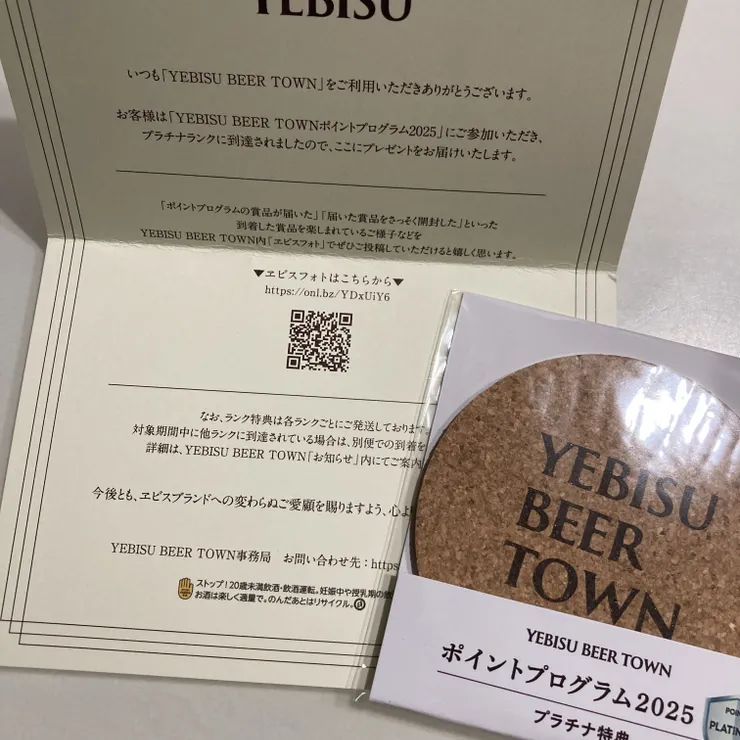 YEBISU
いつも「YEBISU BEER TOWN」をご利用いただきありがとうございます。
お客様は「YEBISU BEER TOWNポイントプログラム2025」にご参加いただき、
プラチナランクに到達されましたので、ここにプレゼントをお届けいたします。
「ポイントプログラムの賞品が届いた」「届いた賞品をさっそく開封した」といった
到着した賞品を楽しまれているご様子などを
YEBISU BEER TOWN内「ヱビスフォト」でぜひご投稿していただけると嬉しく思います。
▼ヱビスフォトはこちらから▼
https://onl.bz/YDxUiY6
なお、ランク特典は各ランクごとにご発送しております
対象期間中に他ランクに到達されている場合は、別便での到着を
詳細は、YEBISU BEER TOWN「お知らせ」内にてご案内
今後とも、ヱビスブランドへの変わらぬご愛顧を賜りますよう、心よ
YEBISU BEER TOWN事務局 お問い合わせ先：https
ストップ！20歳未満飲酒・飲酒運転。妊娠中や授乳期の飲
お酒は楽しく適量で。のんだあとはリサイクル。
YEBISU
BEER
TOWN
YEBISU BEER TOWN
ポイントプログラム2025
プラチナ特典
POIN
PLATIN